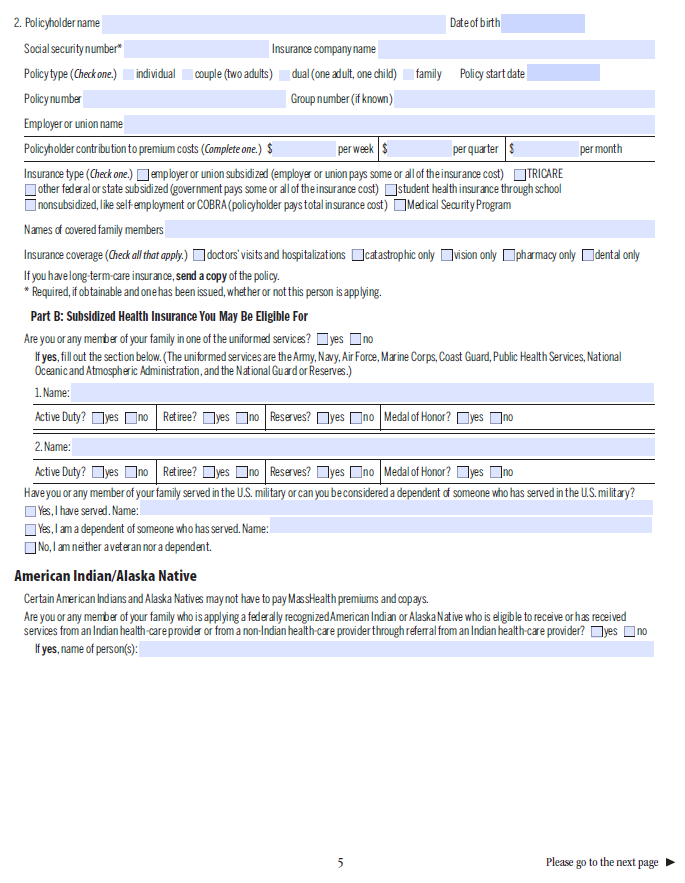 2. Policyholder name Date of birth
Social security number* Insurance company name
Policy type (Check one.) individual couple (two adults) dual (one adult, one child) family Policy start date
Policy number Group number (if known)
Employer or union name
Policyholder contribution to premium costs (Complete one.) $ per week $ per quarter $ per month
Insurance type (Check one.) employer or union subsidized (employer or union pays some or all of the insurance cost) TRICARE
other federal or state subsidized (government pays some or all of the insurance cost) student health insurance through school
nonsubsidized, like self-employment or COBRA (policyholder pays total insurance cost) Medical Security Program
Names of covered family members
Insurance coverage (Check all that apply.) doctors' visits and hospitalizations catastrophic only vision only pharmacy only dental only
If you have long-term-care insurance, send a copy of the policy.
* Required, if obtainable and one has been issued, whether or not this person is applying.
Part B: Subsidized Health Insurance You May Be Eligible For
Are you or any member of your family in one of the uniformed services? yes no
If yes, fill out the section below. (The uniformed services are the Army, Navy, Air Force, Marine Corps, Coast Guard, Public Health Services, National
Oceanic and Atmospheric Administration, and the National Guard or Reserves.)
1. Name:
Active Duty? yes no Retiree? yes no Reserves? yes no Medal of Honor? yes no
2. Name:
Active Duty? yes no Retiree? yes no Reserves? yes no Medal of Honor? yes no
Have you or any member of your family served in the U.S. military or can you be considered a dependent of someone who has served in the U.S. military?
Yes, I have served. Name:
Yes, I am a dependent of someone who has served. Name:
No, I am neither a veteran nor a dependent.
American Indian/Alaska Native
Certain American Indians and Alaska Natives may not have to pay MassHealth premiums and copays.
Are you or any member of your family who is applying a federally recognized American Indian or Alaska Native who is eligible to receive or has received
services from an Indian health-care provider or from a non-Indian health-care provider through referral from an Indian health-care provider? yes no
If yes, name of person(s):
5 Please go to the next page ►